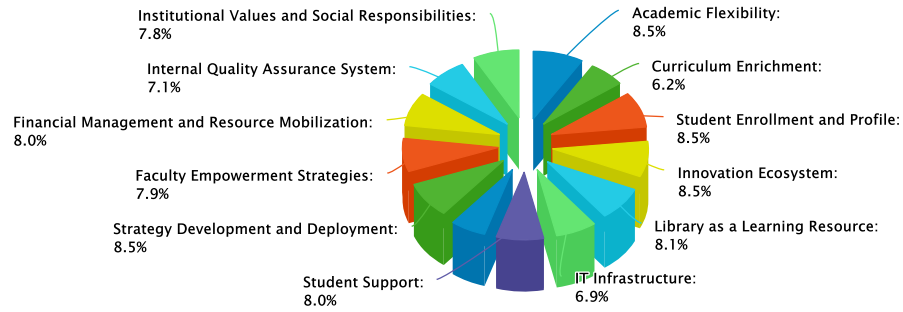 Institutional Values and Social Responsibilities:
7.8%
Academic Flexibility:
8.5%
Internal Quality Assurance System:
7.1%
Curriculum Enrichment:
6.2%
Financial Management and Resource Mobilization:
8.0%
Student Enrollment and Profile:
8.5%
Faculty Empowerment Strategies:
7.9%
Innovation Ecosystem:
8.5%
Strategy Development and Deployment:
8.5%
Library as a Learning Resource:
8.1%
Student Support:
8.0%
IT Infrastructure:
6.9%